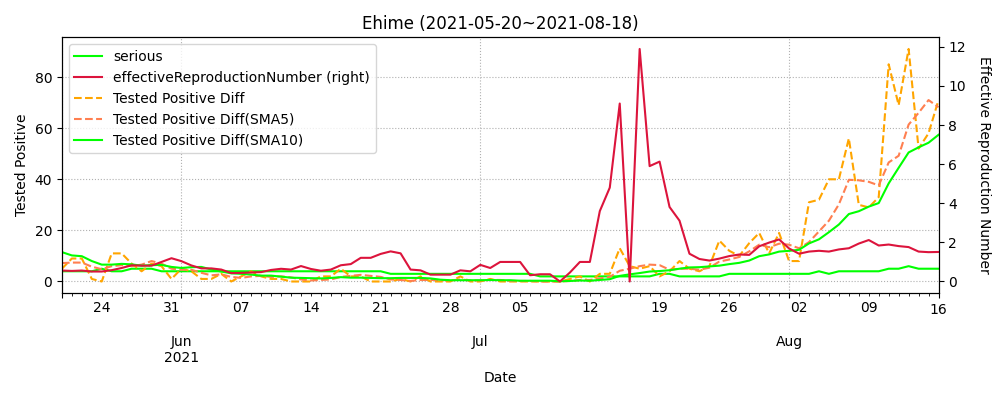 Ehime (2021-05-20~2021-08-18)
serious
effectiveReproductionNumber (right)
Tested Positive Diff
Tested Positive Diff(SMA5)
Tested Positive Diff(SMA10)
Tested Positive
0
20
40
60
80
Effective Reproduction Number
0
2
4
6
8
10
12
24 31 07 14 21 28 05 12 19 26 02 09 16
Jun Jul Aug
2021
Date